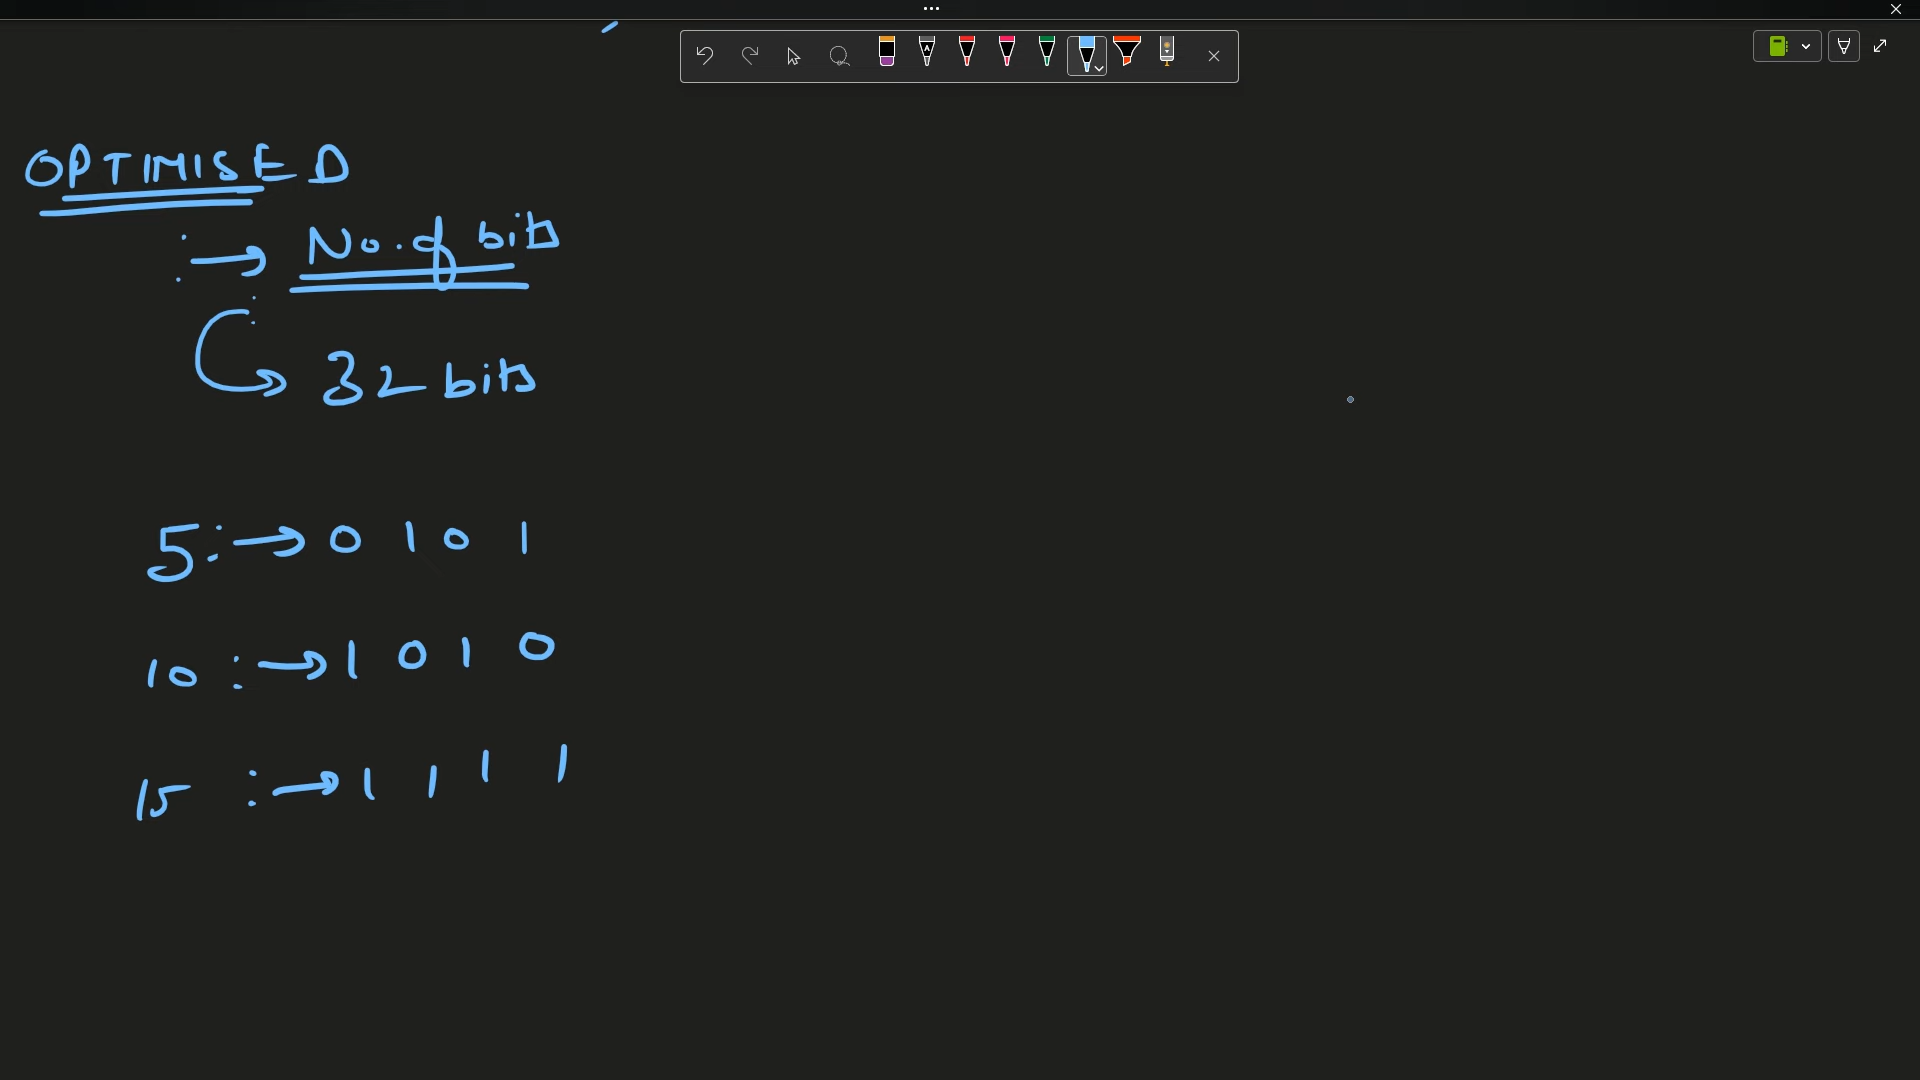 OPTIMISED
:→ No. of bits
↳ 32 bits
5:→ 0 1 0 1
10 :→ 1 0 1 0
15 :→ 1 1 1 1